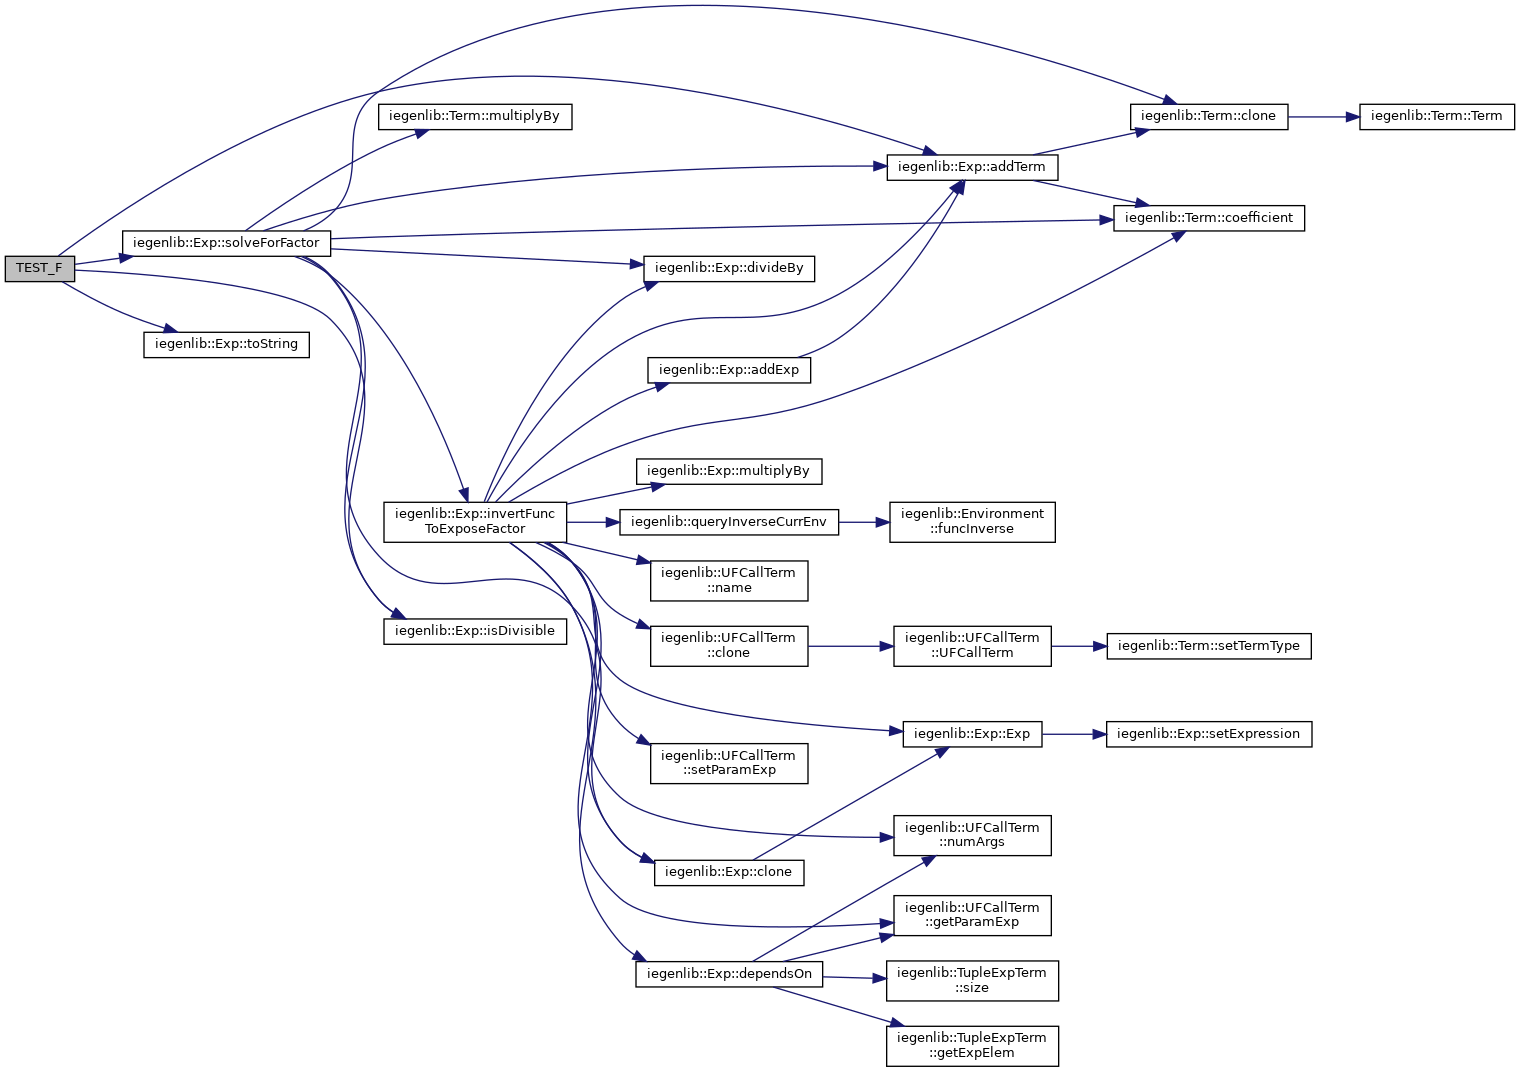 iegenlib::Term::multiplyBy
iegenlib::Term::clone
iegenlib::Term::Term
iegenlib::Exp::addTerm
iegenlib::Term::coefficient
iegenlib::Exp::solveForFactor
TEST_F
iegenlib::Exp::divideBy
iegenlib::Exp::toString
iegenlib::Exp::addExp
iegenlib::Exp::multiplyBy
iegenlib::Exp::invertFunc
ToExposeFactor
iegenlib::queryInverseCurrEnv
iegenlib::Environment
::funcInverse
iegenlib::UFCallTerm
::name
iegenlib::Exp::isDivisible
iegenlib::UFCallTerm
::clone
iegenlib::UFCallTerm
::UFCallTerm
iegenlib::Term::setTermType
iegenlib::Exp::Exp
iegenlib::Exp::setExpression
iegenlib::UFCallTerm
::setParamExp
iegenlib::UFCallTerm
::numArgs
iegenlib::Exp::clone
iegenlib::UFCallTerm
::getParamExp
iegenlib::Exp::dependsOn
iegenlib::TupleExpTerm
::size
iegenlib::TupleExpTerm
::getExpElem